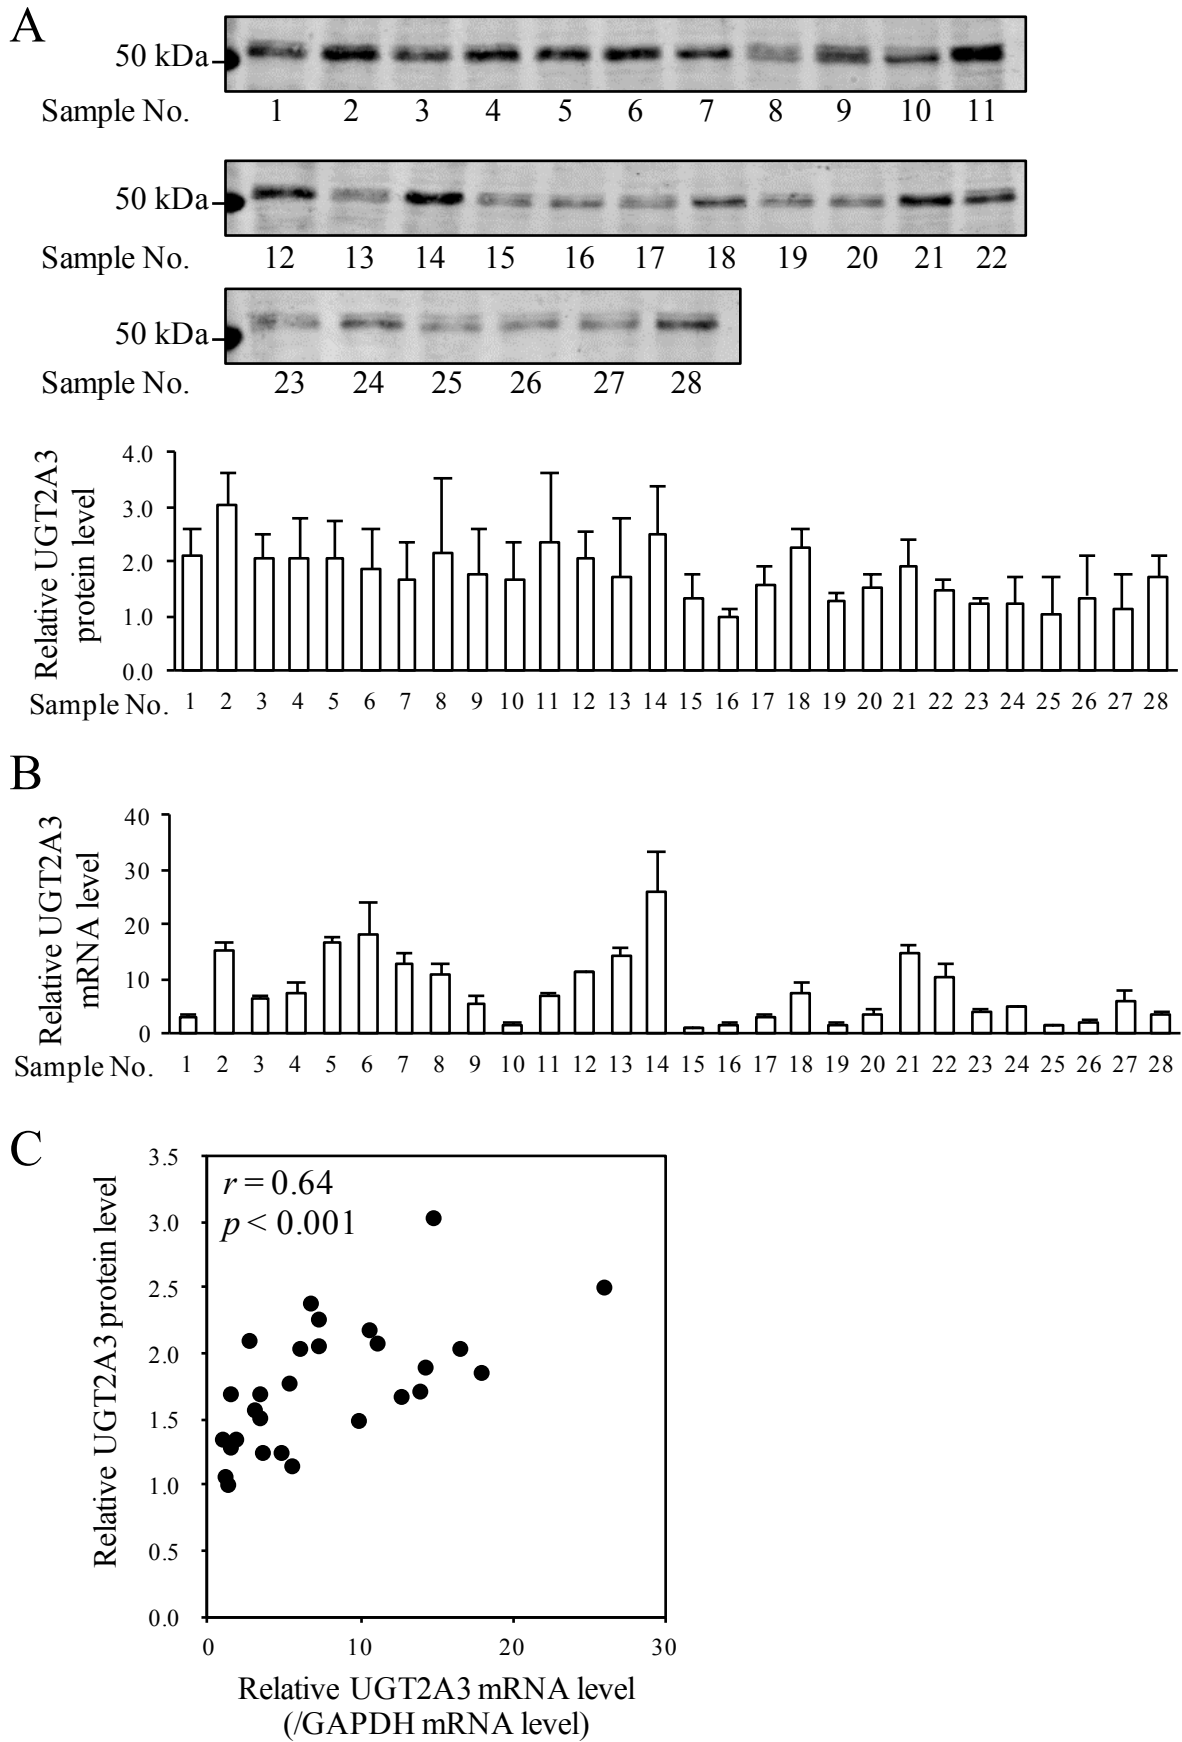 A
50 kDa
Sample No. 1 2 3 4 5 6 7 8 9 10 11
50 kDa
Sample No. 12 13 14 15 16 17 18 19 20 21 22
50 kDa
Sample No. 23 24 25 26 27 28
Relative UGT2A3
protein level
4.0
3.0
2.0
1.0
0.0
Sample No. 1 2 3 4 5 6 7 8 9 10 11 12 13 14 15 16 17 18 19 20 21 22 23 24 25 26 27 28
B
Relative UGT2A3
mRNA level
40
30
20
10
0
Sample No. 1 2 3 4 5 6 7 8 9 10 11 12 13 14 15 16 17 18 19 20 21 22 23 24 25 26 27 28
C
Relative UGT2A3 protein level
3.5
3.0
2.5
2.0
1.5
1.0
0.5
0.0
r = 0.64
p < 0.001
0 10 20 30
Relative UGT2A3 mRNA level
(/GAPDH mRNA level)